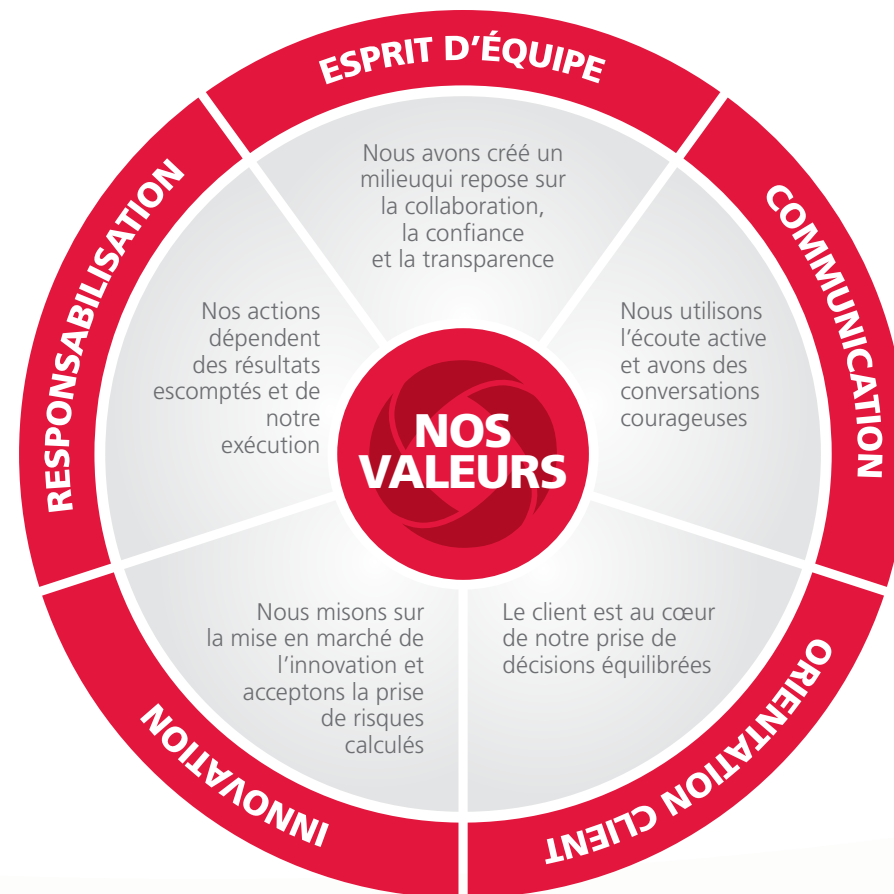 ESPRIT D'ÉQUIPE
Nous avons créé un
milieuqui repose sur
la collaboration,
la confiance
et la transparence
COMMUNICATION
Nous utilisons
l'écoute active
et avons des
conversations
courageuses
ORIENTATION CLIENT
Le client est au cœur
de notre prise de
décisions équilibrées
INNOVATION
Nous misons sur
la mise en marché de
l'innovation et
acceptons la prise
de risques
calculés
RESPONSABILISATION
Nos actions
dépendent
des résultats
escomptés et de
notre
exécution
NOS
VALEURS